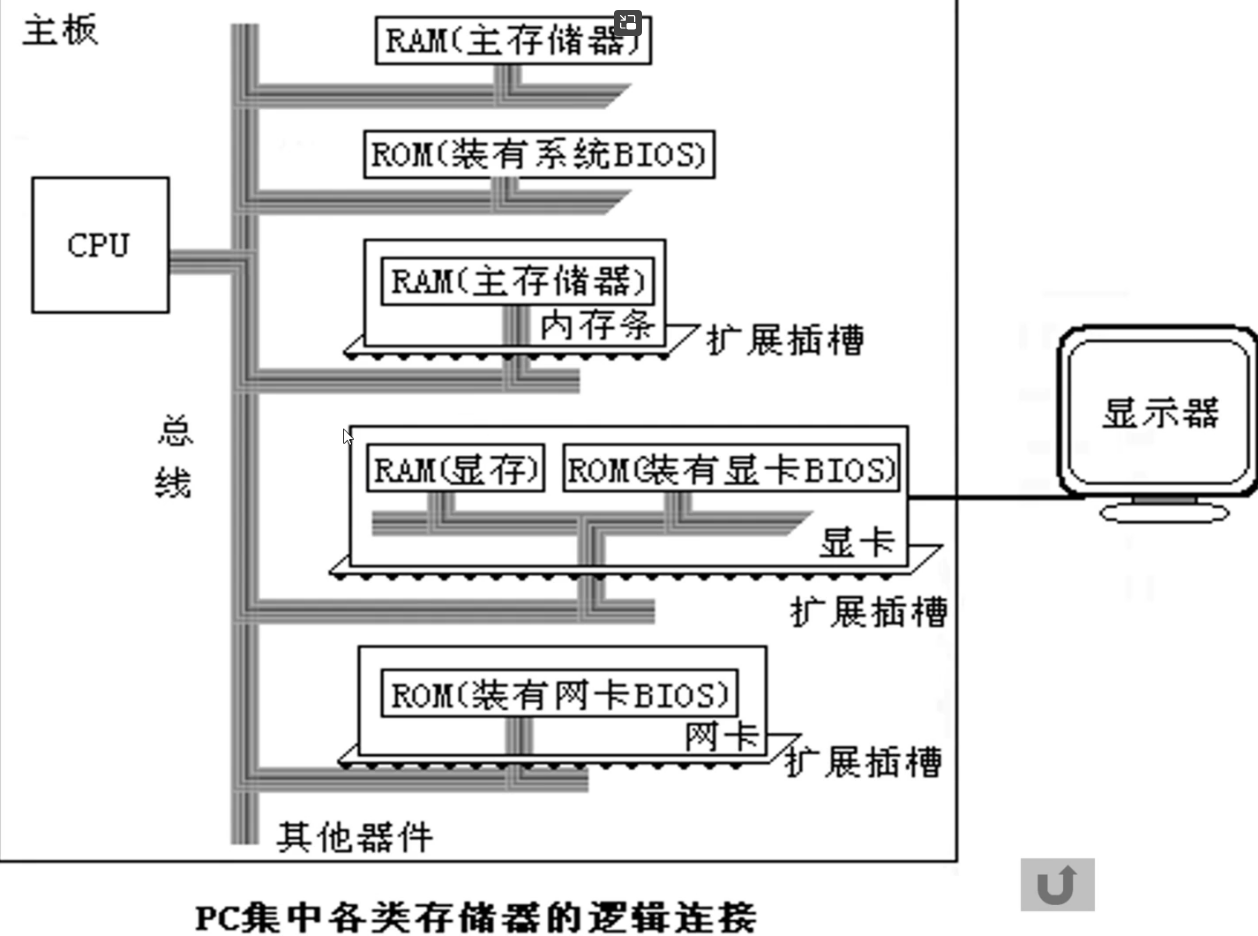 主板
RAM(主存储器)
ROM(装有系统BIOS)
CPU
RAM(主存储器)
内存条
扩展插槽
总线
显示器
RAM(显存)
ROM(装有显卡BIOS)
显卡
扩展插槽
ROM(装有网卡BIOS)
网卡
扩展插槽
其他器件
PC集中各类存储器的逻辑连接